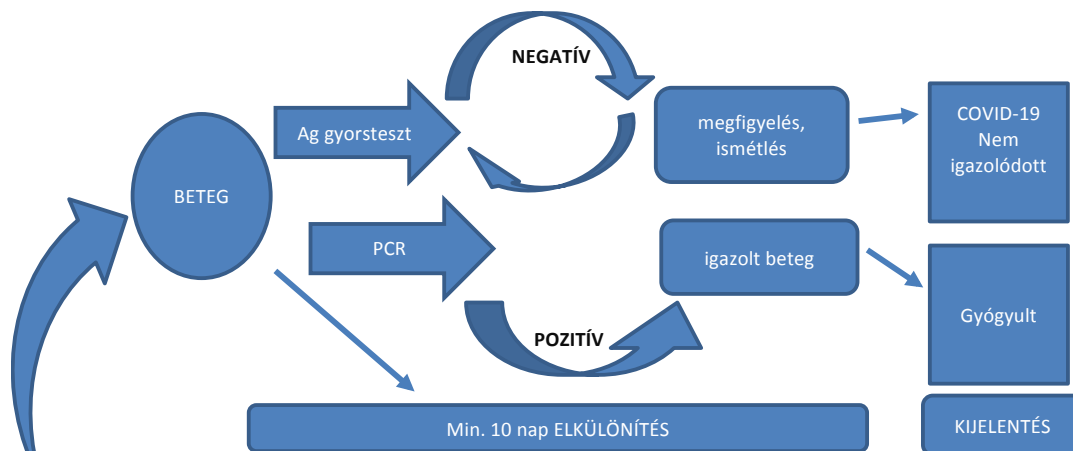 NEGATÍV
Ag gyorsteszt
megfigyelés,
ismétlés
COVID-19
Nem
igazolódott
BETEG
PCR
igazolt beteg
Gyógyult
POZITÍV
Min. 10 nap ELKÜLÖNÍTÉS
KIJELENTÉS